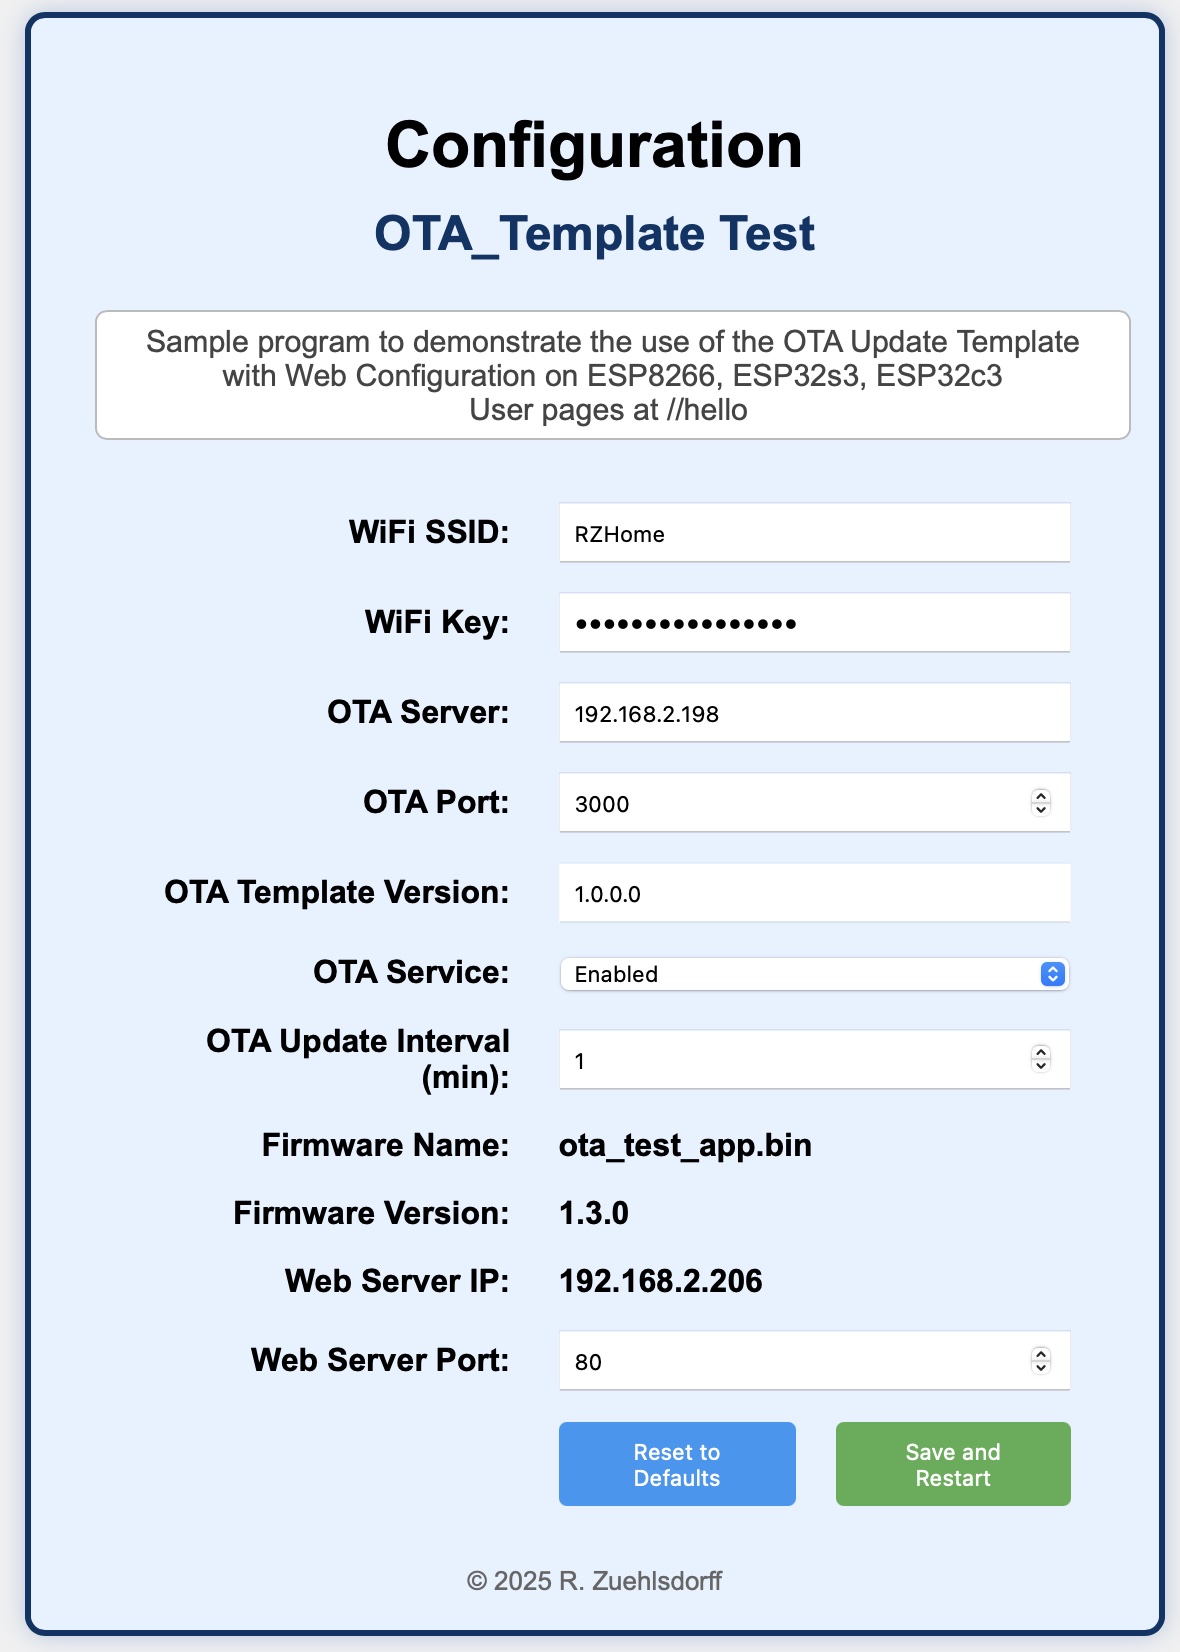 Configuration
OTA_Template Test
Sample program to demonstrate the use of the OTA Update Template
with Web Configuration on ESP8266, ESP32s3, ESP32c3
User pages at //hello
WiFi SSID: RZHome
WiFi Key: ••••••••••••••••
OTA Server: 192.168.2.198
OTA Port: 3000
OTA Template Version: 1.0.0.0
OTA Service: Enabled
OTA Update Interval
(min): 1
Firmware Name: ota_test_app.bin
Firmware Version: 1.3.0
Web Server IP: 192.168.2.206
Web Server Port: 80
Reset to
Defaults
Save and
Restart
© 2025 R. Zuehlsdorff